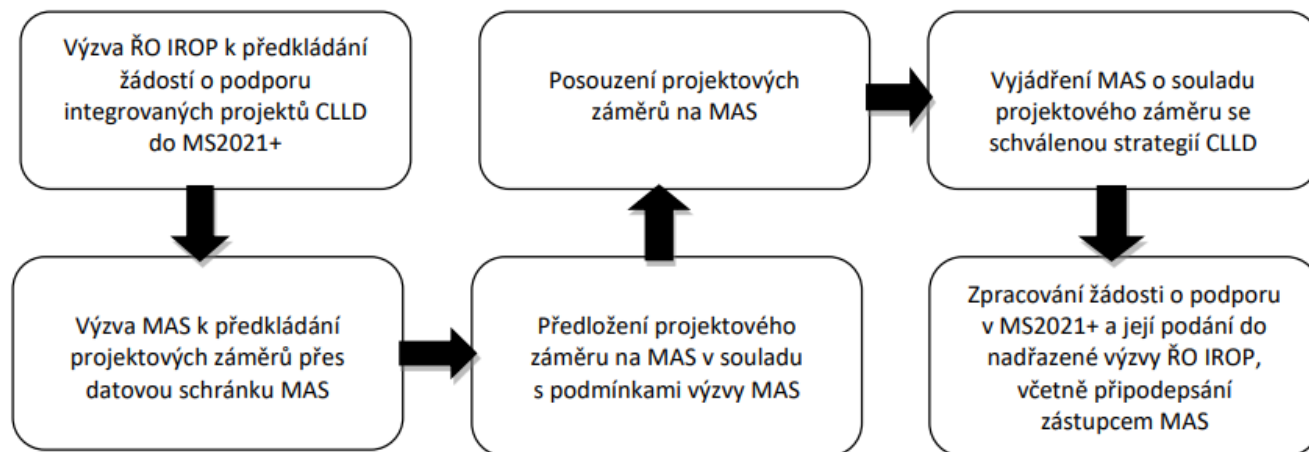 Výzva ŘO IROP k předkládání
žádostí o podporu
integrovaných projektů CLLD
do MS2021+
Výzva MAS k předkládání
projektových záměrů přes
datovou schránku MAS
Předložení projektového
záměru na MAS v souladu
s podmínkami výzvy MAS
Posouzení projektových
záměrů na MAS
Vyjádření MAS o souladu
projektového záměru se
schválenou strategií CLLD
Zpracování žádosti o podporu
v MS2021+ a její podání do
nadřazené výzvy ŘO IROP,
včetně připodepsání
zástupcem MAS